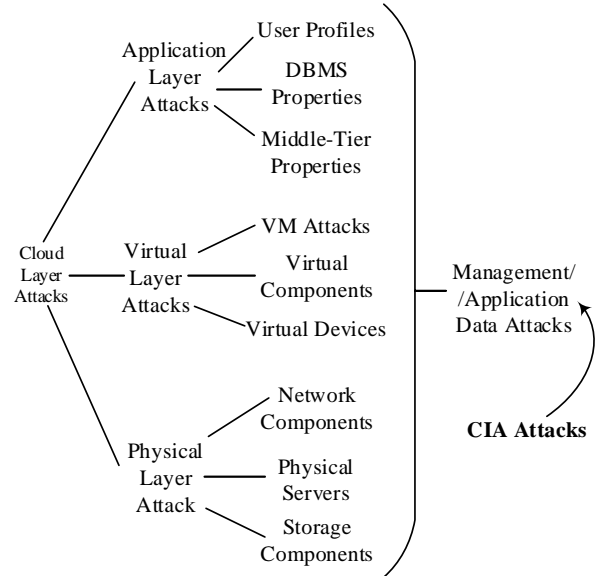 User Profiles
Application
Layer
Attacks
DBMS
Properties
Middle-Tier
Properties
Cloud
Layer
Attacks
VM Attacks
Virtual
Layer
Attacks
Virtual
Components
Virtual Devices
Management/
/Application
Data Attacks
CIA Attacks
Network
Components
Physical
Layer
Attack
Physical
Servers
Storage
Components